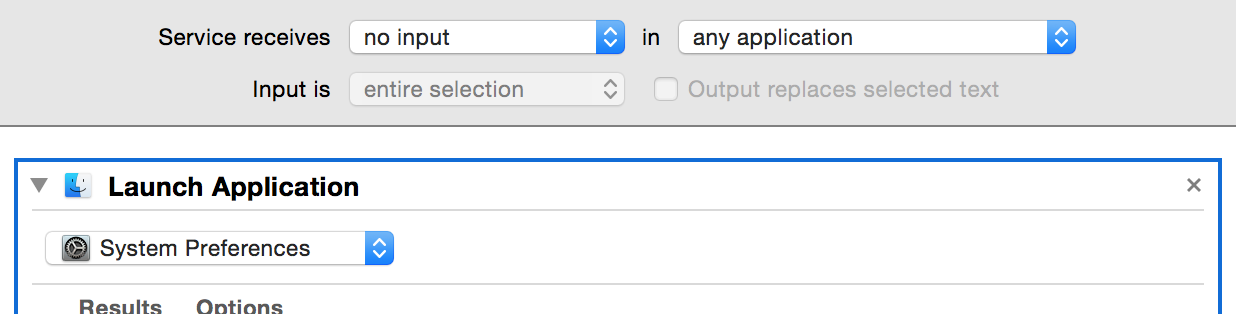 Service receives no input in any application
Input is entire selection Output replaces selected text
Launch Application
System Preferences
Results Options